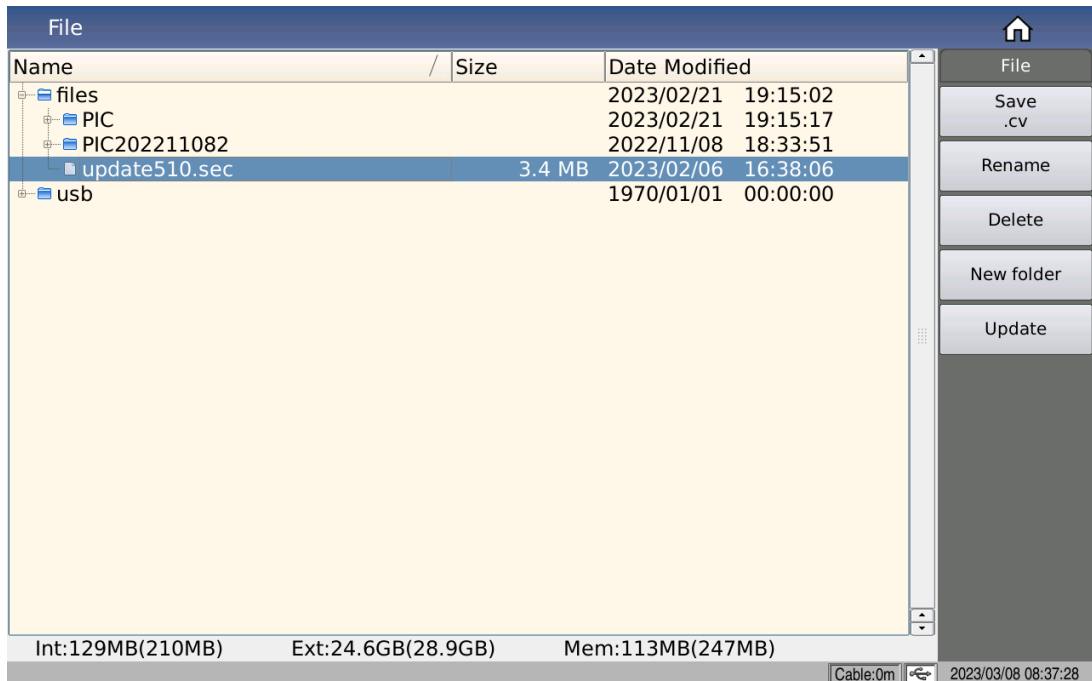 File
Name / Size Date Modified
files 2023/02/21 19:15:02
PIC 2023/02/21 19:15:17
PIC202211082 2022/11/08 18:33:51
update510.sec 3.4 MB 2023/02/06 16:38:06
usb 1970/01/01 00:00:00
File
Save
.cv
Rename
Delete
New folder
Update
Int:129MB(210MB) Ext:24.6GB(28.9GB) Mem:113MB(247MB)
Cable:0m 2023/03/08 08:37:28